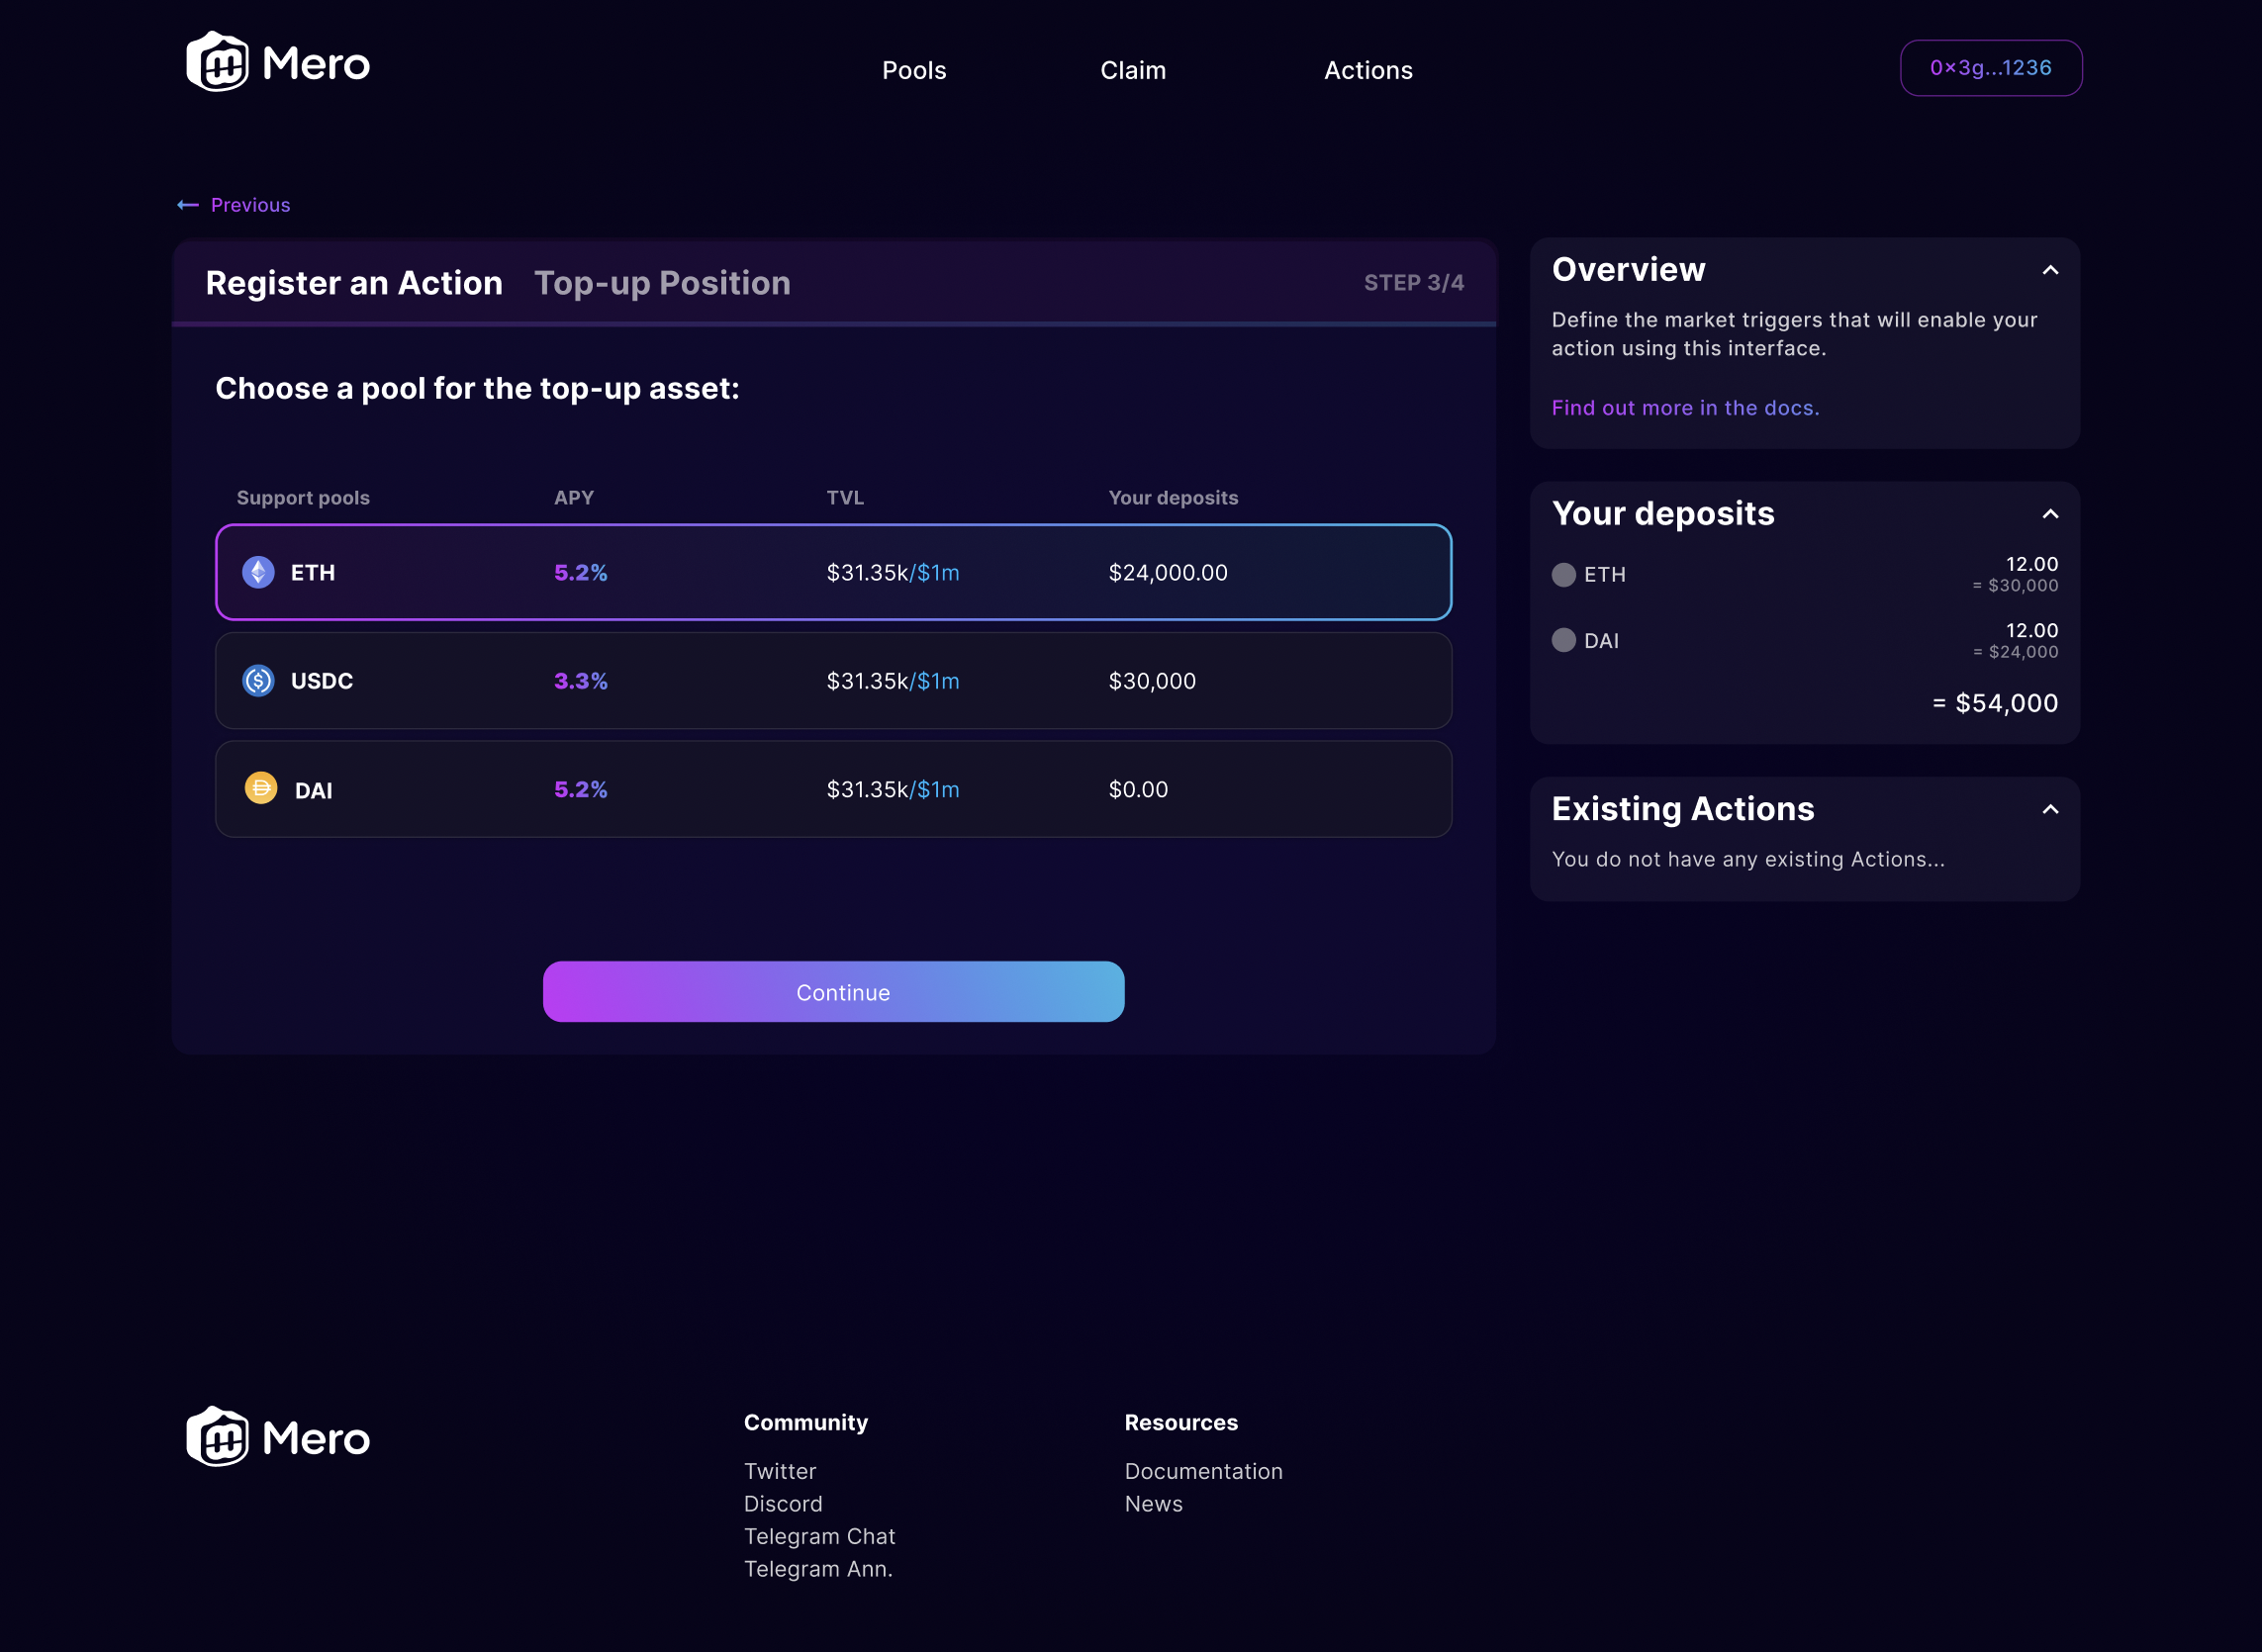 Mero
Pools Claim Actions
0×3g...1236
Previous
Register an Action Top-up Position STEP 3/4
Choose a pool for the top-up asset:
Support pools APY TVL Your deposits
ETH 5.2% $31.35k/$1m $24,000.00
USDC 3.3% $31.35k/$1m $30,000
DAI 5.2% $31.35k/$1m $0.00
Continue
Overview
Define the market triggers that will enable your
action using this interface.
Find out more in the docs.
Your deposits
ETH 12.00
= $30,000
DAI 12.00
= $24,000
= $54,000
Existing Actions
You do not have any existing Actions...
Mero
Community
Twitter
Discord
Telegram Chat
Telegram Ann.
Resources
Documentation
News